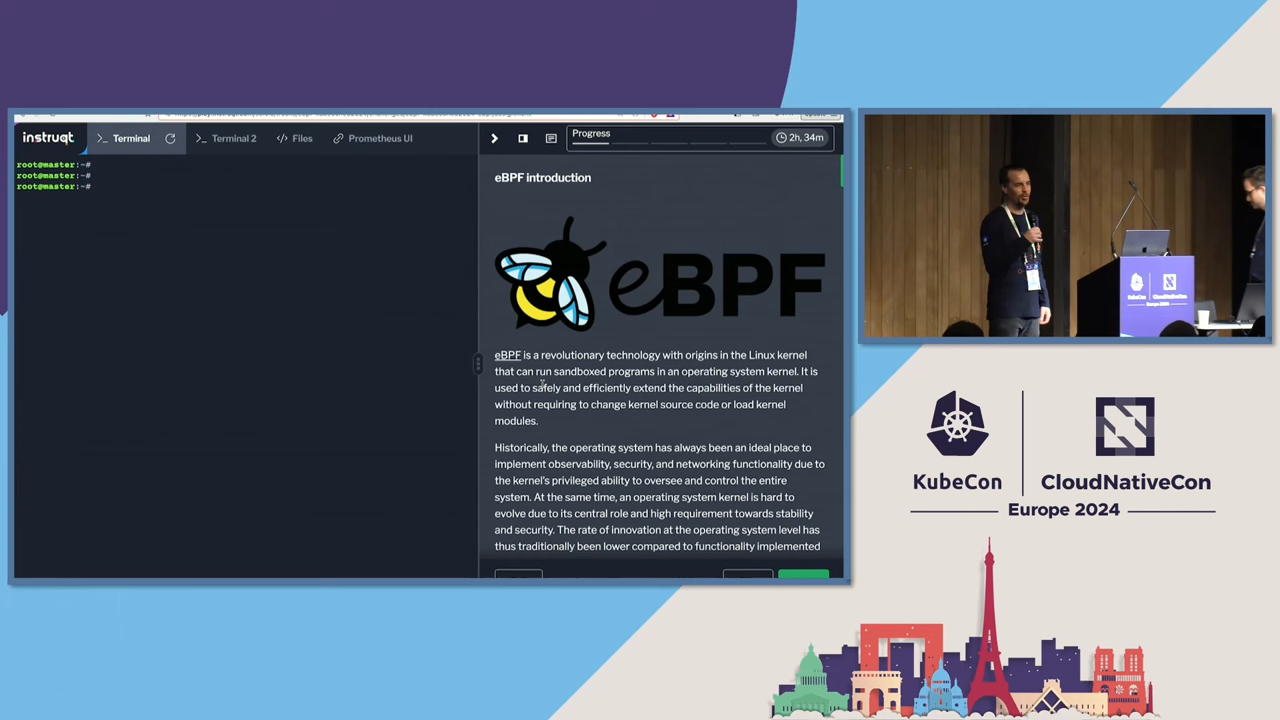 instruqt
Terminal
Terminal 2
Files
Prometheus UI
Progress
2h, 34m
root@master:~#
root@master:~#
root@master:~#
eBPF introduction
eBPF
eBPF is a revolutionary technology with origins in the Linux kernel
that can run sandboxed programs in an operating system kernel. It is
used to safely and efficiently extend the capabilities of the kernel
without requiring to change kernel source code or load kernel
modules.
Historically, the operating system has always been an ideal place to
implement observability, security, and networking functionality due to
the kernel's privileged ability to oversee and control the entire
system. At the same time, an operating system kernel is hard to
evolve due to its central role and high requirement towards stability
and security. The rate of innovation at the operating system level has
thus traditionally been lower compared to functionality implemented
KubeCon
CloudNativeCon
Europe 2024
KubeCon
CloudNativeCon
Europe 2024